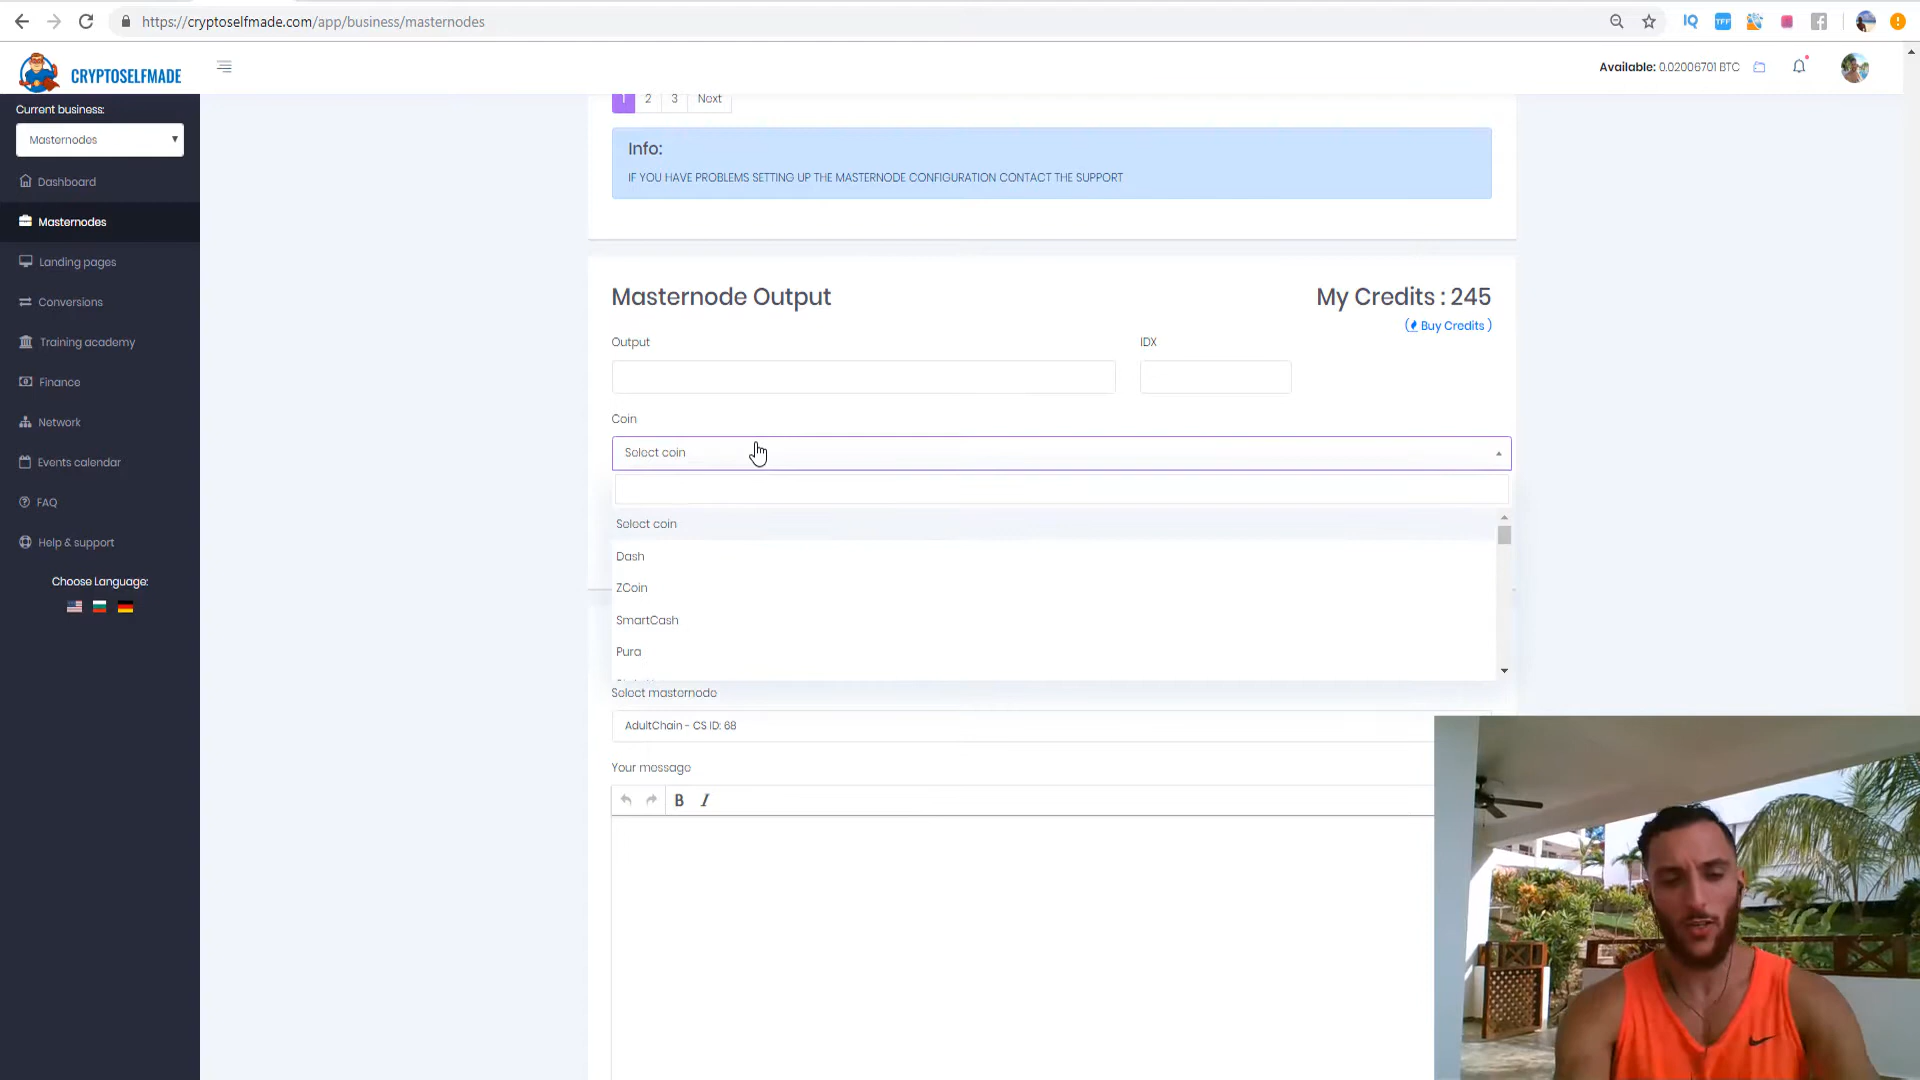 https://cryptoselfmade.com/app/business/masternodes
IQ
TFF
CRYPTOSELFMADE
Available: 0.02006701 BTC
Current business:
Masternodes
Dashboard
Masternodes
Landing pages
Conversions
Training academy
Finance
Network
Events calendar
FAQ
Help & support
Choose Language:
1 2 3 Next
Info:
IF YOU HAVE PROBLEMS SETTING UP THE MASTERNODE CONFIGURATION CONTACT THE SUPPORT
Masternode Output
My Credits : 245
( Buy Credits )
Output
IDX
Coin
Select coin
Select coin
Dash
ZCoin
SmartCash
Pura
Select masternode
AdultChain - CS ID: 68
Your message
B I